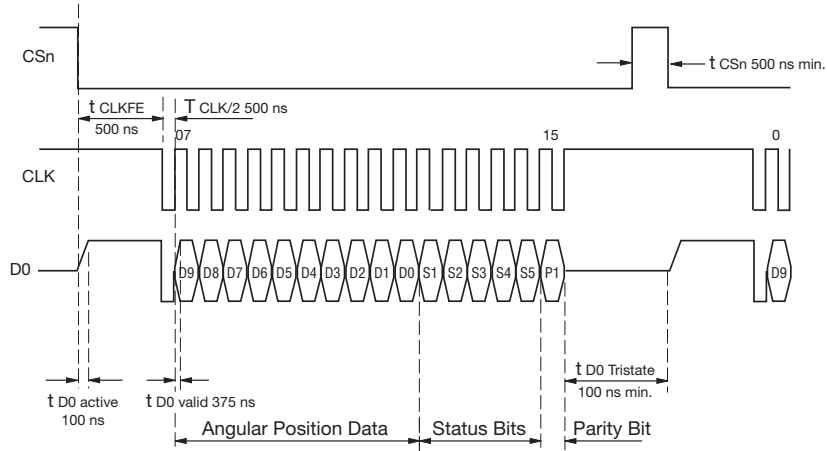 CSn
t CSn 500 ns min.
t CLKFE
500 ns
T CLK/2 500 ns
07
15
0
CLK
D0
D9
D8
D7
D6
D5
D4
D3
D2
D1
D0
S1
S2
S3
S4
S5
P1
D9
t D0 active
100 ns
t D0 valid 375 ns
t D0 Tristate
100 ns min.
Angular Position Data
Status Bits
Parity Bit